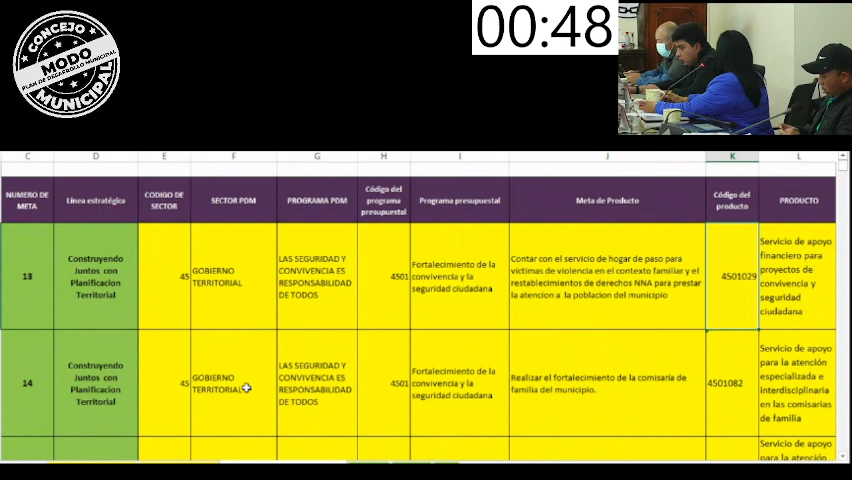 CONCEJO
MODO
PLAN DE DESARROLLO MUNICIPAL
MUNICIPAL
00:48
C D E F G H I J K L
NUMERO DE META
Línea estratégica
CODIGO DE SECTOR
SECTOR PDM
PROGRAMA PDM
Código del programa presupuestal
Programa presupuestal
Meta de Producto
Código del producto
PRODUCTO
13
Construyendo
Juntos con
Planificacion
Territorial
45
GOBIERNO
TERRITORIAL
LAS SEGURIDAD Y
CONVIVENCIA ES
RESPONSABILIDAD
DE TODOS
4501
Fortalecimiento de la
convivencia y la
seguridad ciudadana
Contar con el servicio de hogar de paso para
victimas de violencia en el contexto familiar y el
restablecimientos de derechos NNA para prestar
la atencion a la poblacion del municipio
4501029
Servicio de apoyo
financiero para
proyectos de
convivencia y
seguridad
ciudadana
14
Construyendo
Juntos con
Planificacion
Territorial
45
GOBIERNO
TERRITORIAL
LAS SEGURIDAD Y
CONVIVENCIA ES
RESPONSABILIDAD
DE TODOS
4501
Fortalecimiento de la
convivencia y la
seguridad ciudadana
Realizar el fortalecimiento de la comisaría de
familia del municipio.
4501082
Servicio de apoyo
para la atención
especializada e
interdisciplinaria
en las comisarias
de familia
Servicio de apoyo
para la atención